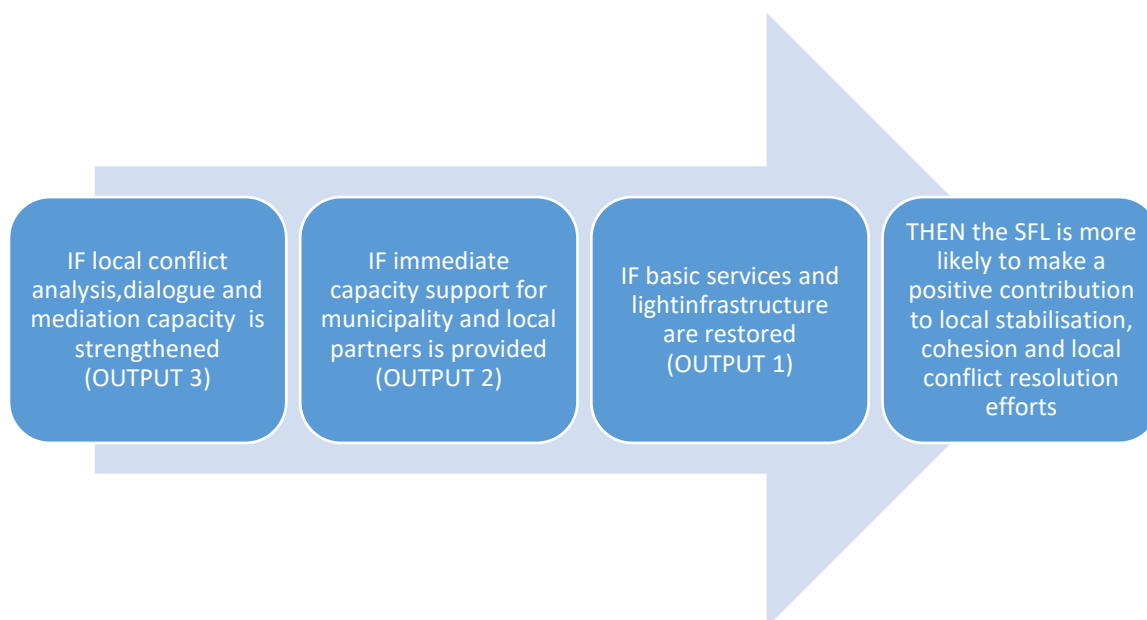 IF local conflict
analysis,dialogue and
mediation capacity is
strengthened
(OUTPUT 3)
IF immediate
capacity support for
municipality and local
partners is provided
(OUTPUT 2)
IF basic services and
lightinfrastructure
are restored
(OUTPUT 1)
THEN the SFL is more
likely to make a
positive contribution
to local stabilisation,
cohesion and local
conflict resolution
efforts